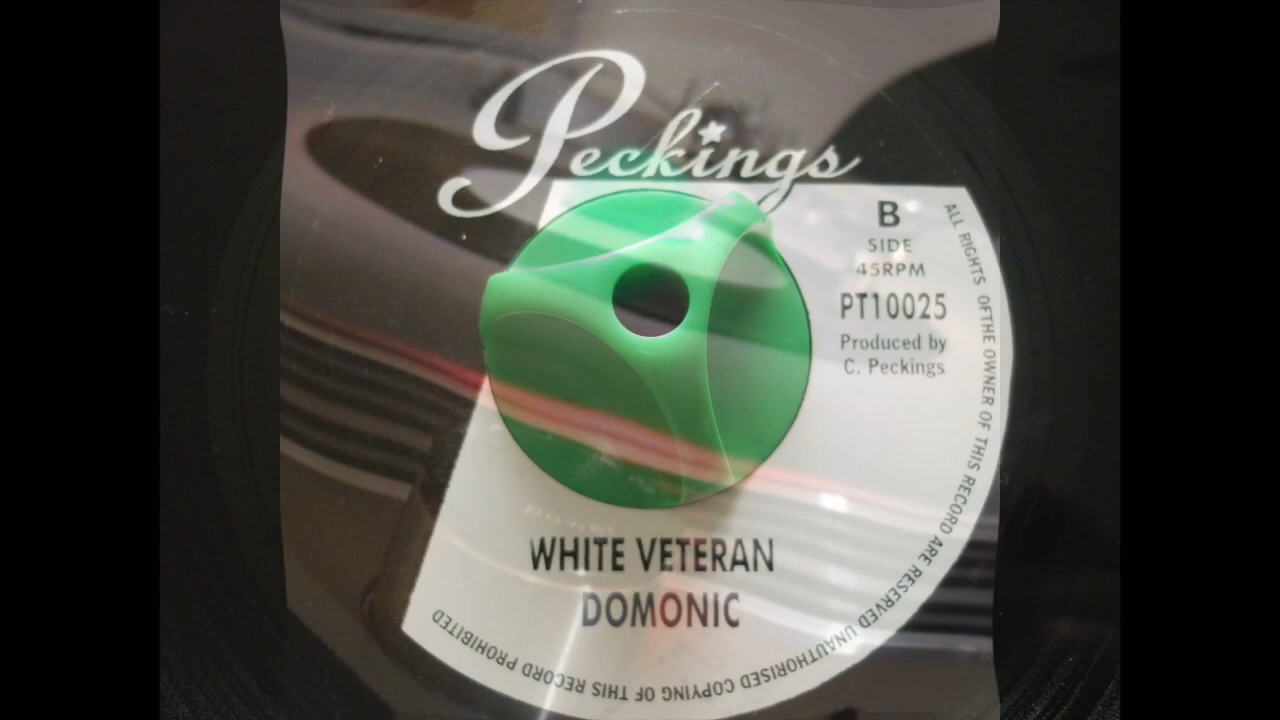 Peckings
B
SIDE
45RPM
PT10025
Produced by
C. Peckings
WHITE VETERAN
DOMONIC
ALL RIGHTS OFTHE OWNER OF THIS RECORD ARE RESERVED UNAUTHORISED COPYING OF THIS RECORD PROHIBITED